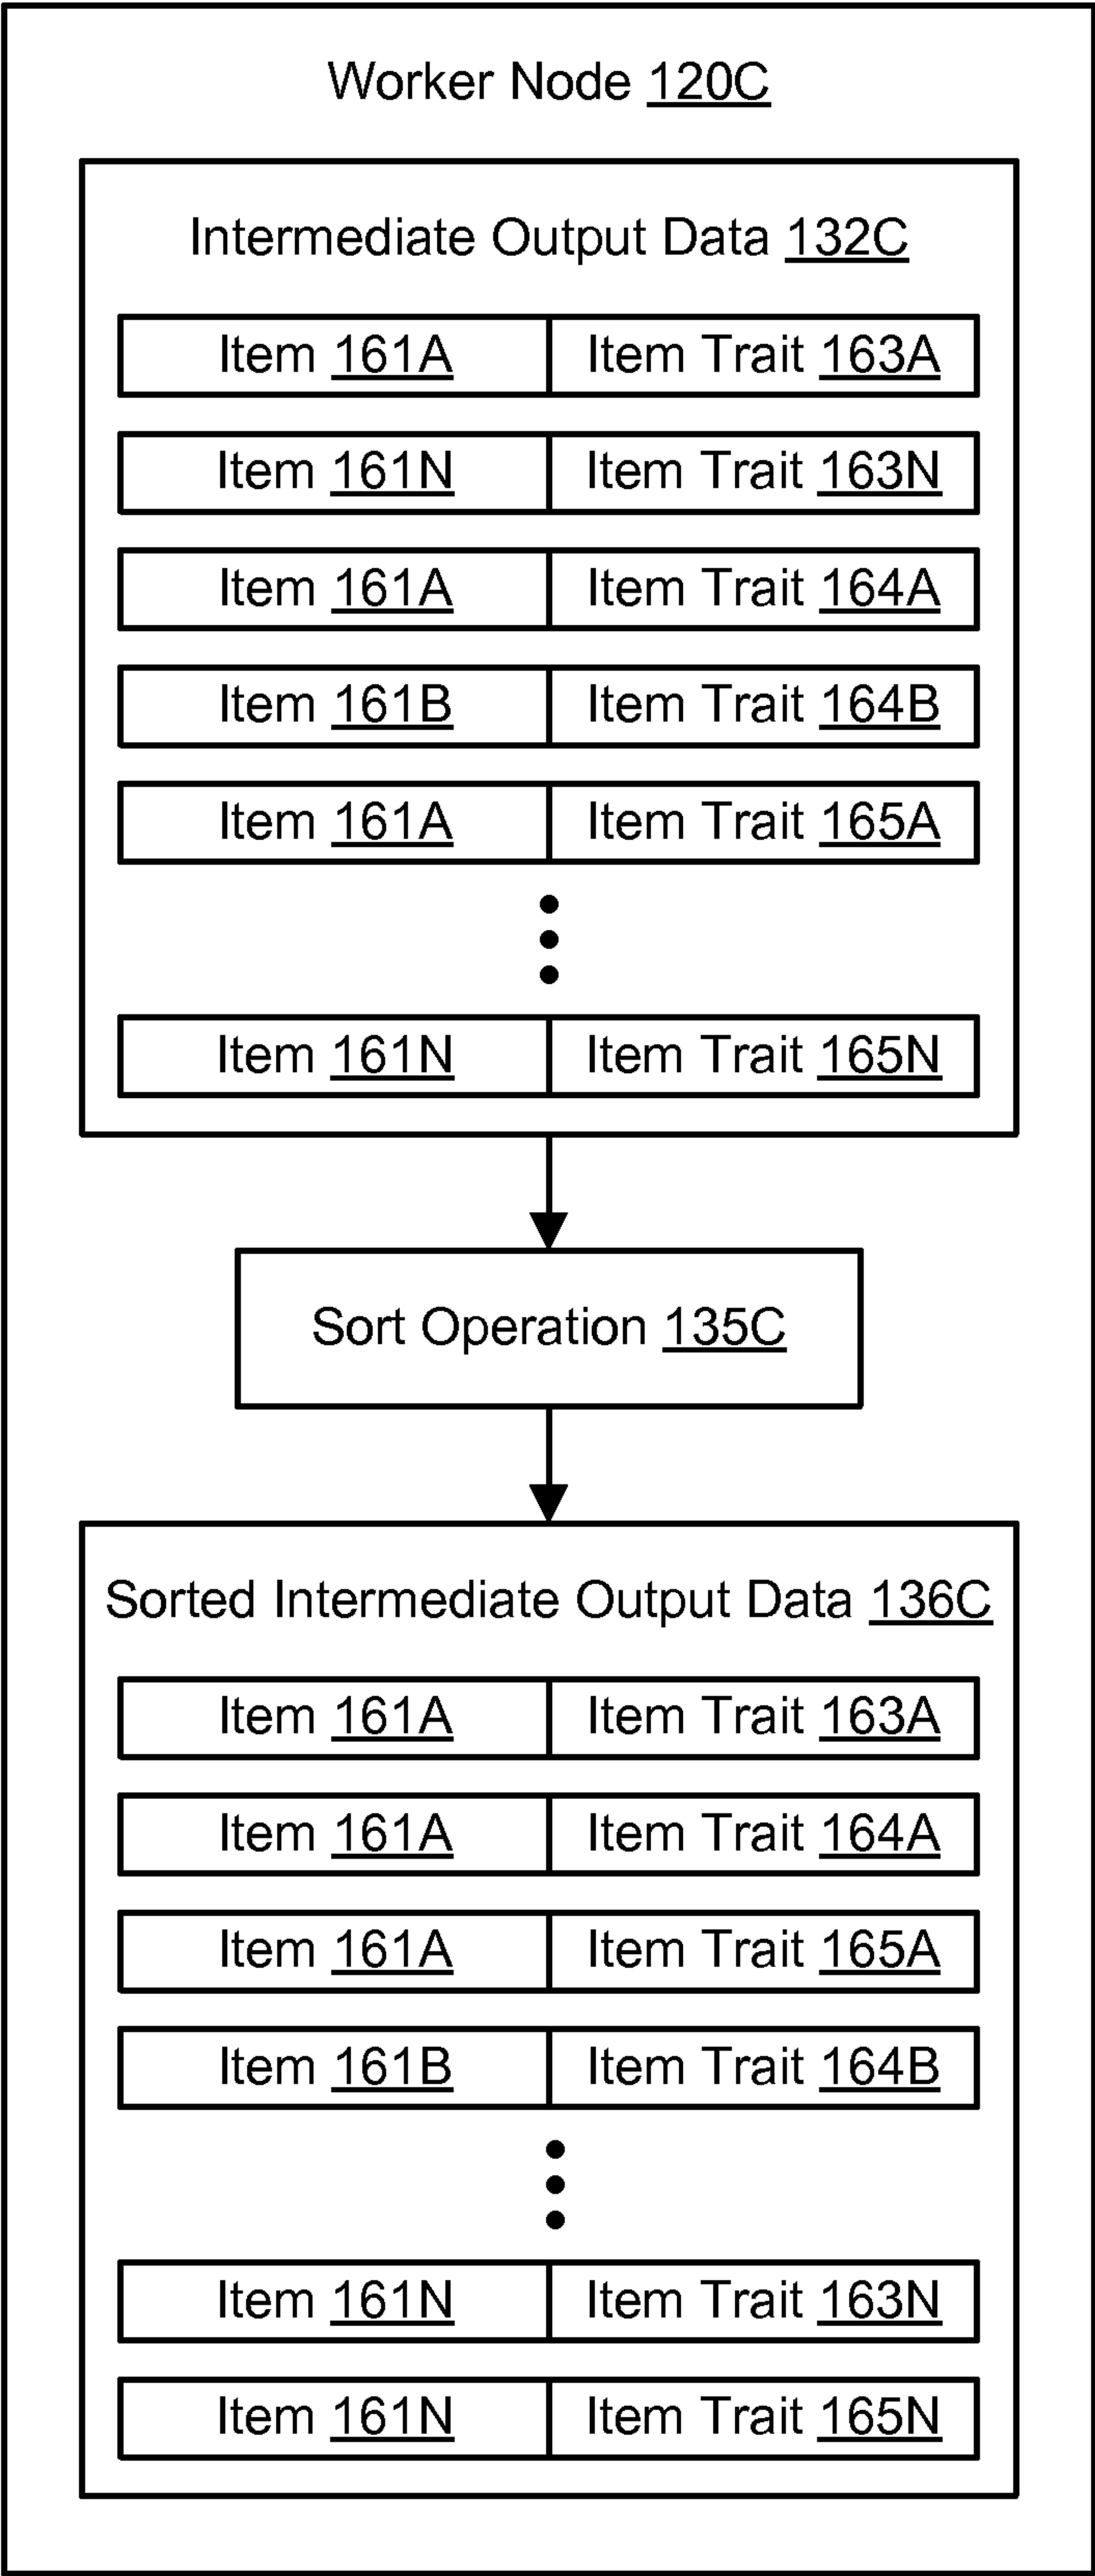 Worker Node 120C
Intermediate Output Data 132C
Item 161A Item Trait 163A
Item 161N Item Trait 163N
Item 161A Item Trait 164A
Item 161B Item Trait 164B
Item 161A Item Trait 165A
Item 161N Item Trait 165N
Sort Operation 135C
Sorted Intermediate Output Data 136C
Item 161A Item Trait 163A
Item 161A Item Trait 164A
Item 161A Item Trait 165A
Item 161B Item Trait 164B
Item 161N Item Trait 163N
Item 161N Item Trait 165N